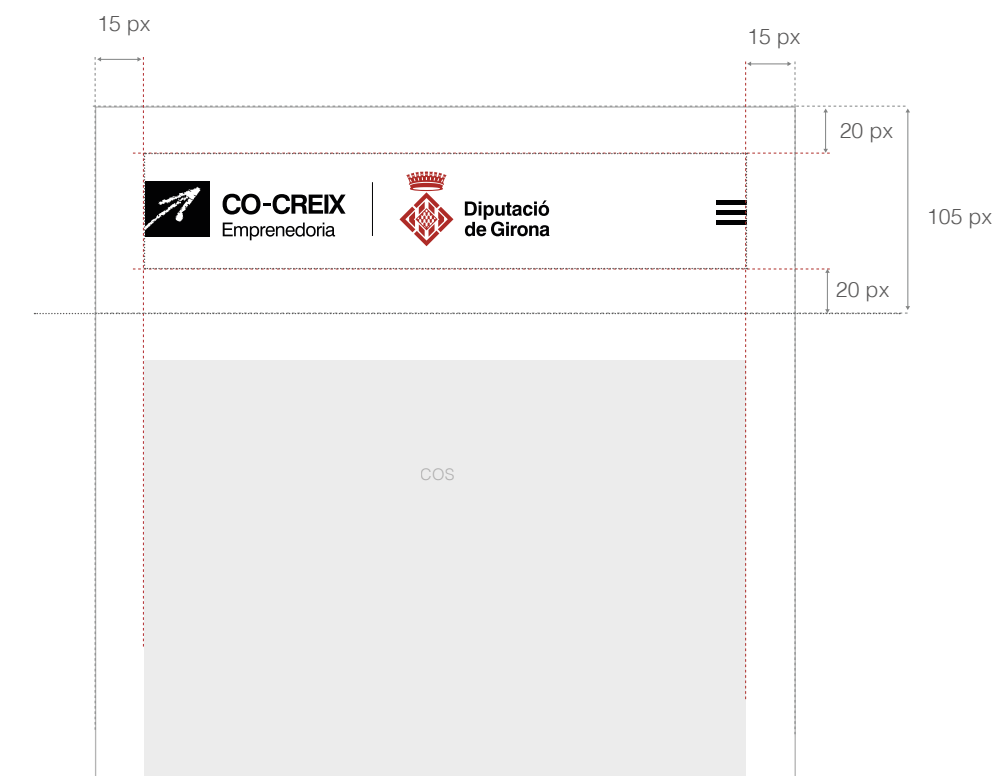 15 px
15 px
20 px
105 px
CO-CREIX
Emprenedoria
Diputació
de Girona
20 px
COS